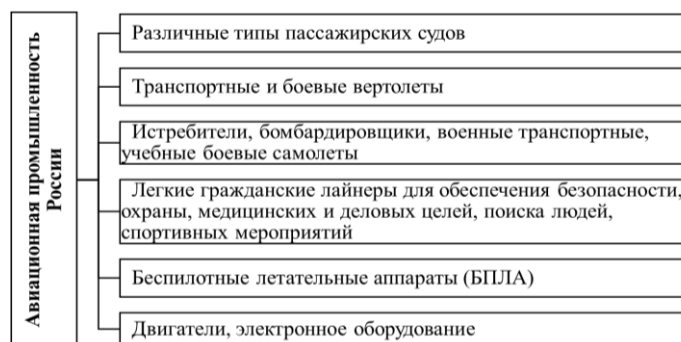 Авиационная промышленность
России
Различные типы пассажирских судов
Транспортные и боевые вертолеты
Истребители, бомбардировщики, военные транспортные,
учебные боевые самолеты
Легкие гражданские лайнеры для обеспечения безопасности,
охраны, медицинских и деловых целей, поиска людей,
спортивных мероприятий
Беспилотные летательные аппараты (БПЛА)
Двигатели, электронное оборудование